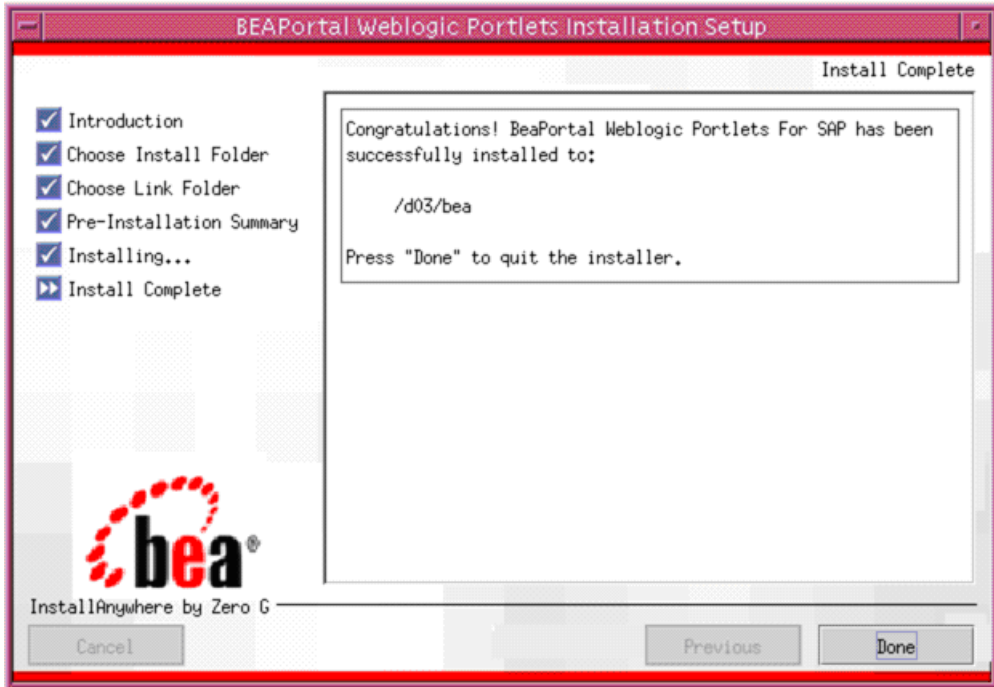 BEAPortal Weblogic Portlets Installation Setup
Install Complete
Introduction
Choose Install Folder
Choose Link Folder
Pre-Installation Summary
Installing...
Install Complete
Congratulations! BeaPortal Weblogic Portlets For SAP has been
successfully installed to:
/d03/bea
Press "Done" to quit the installer.
bea®
InstallAnywhere by Zero G
Cancel
Previous
Done